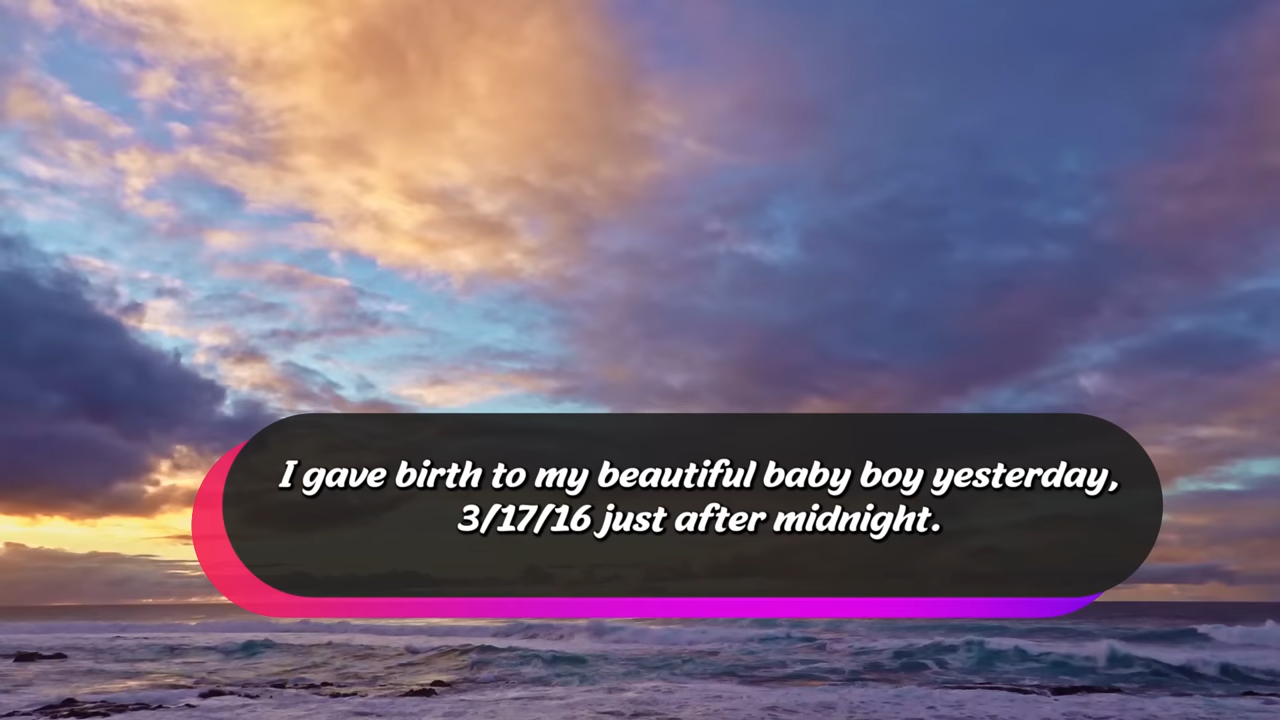 I gave birth to my beautiful baby boy yesterday,
3/17/16 just after midnight.